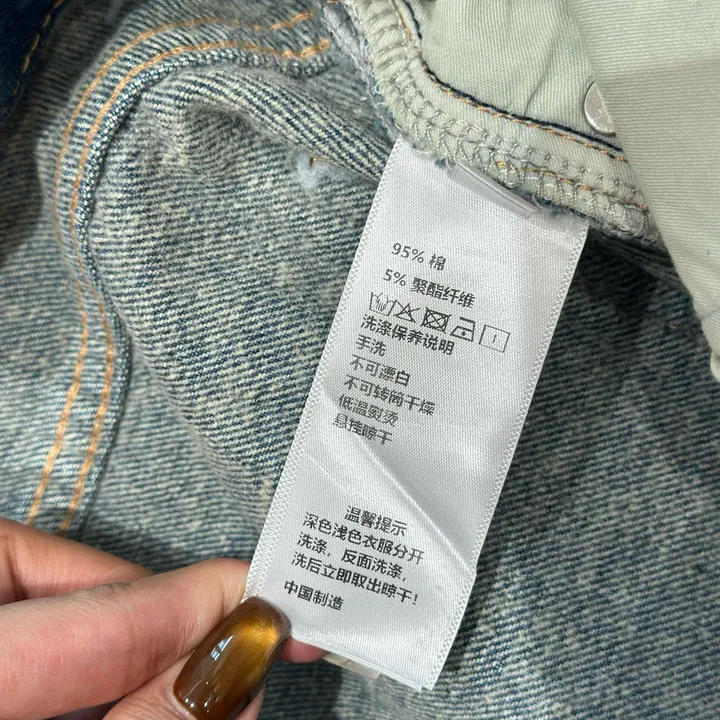 95% 棉
5% 聚酯纤维
洗涤保养说明
手洗
不可漂白
不可转筒干燥
低温熨烫
悬挂晾干
温馨提示
深色浅色衣服分开
洗涤，反面洗涤，
洗后立即取出晾干!
中国制造